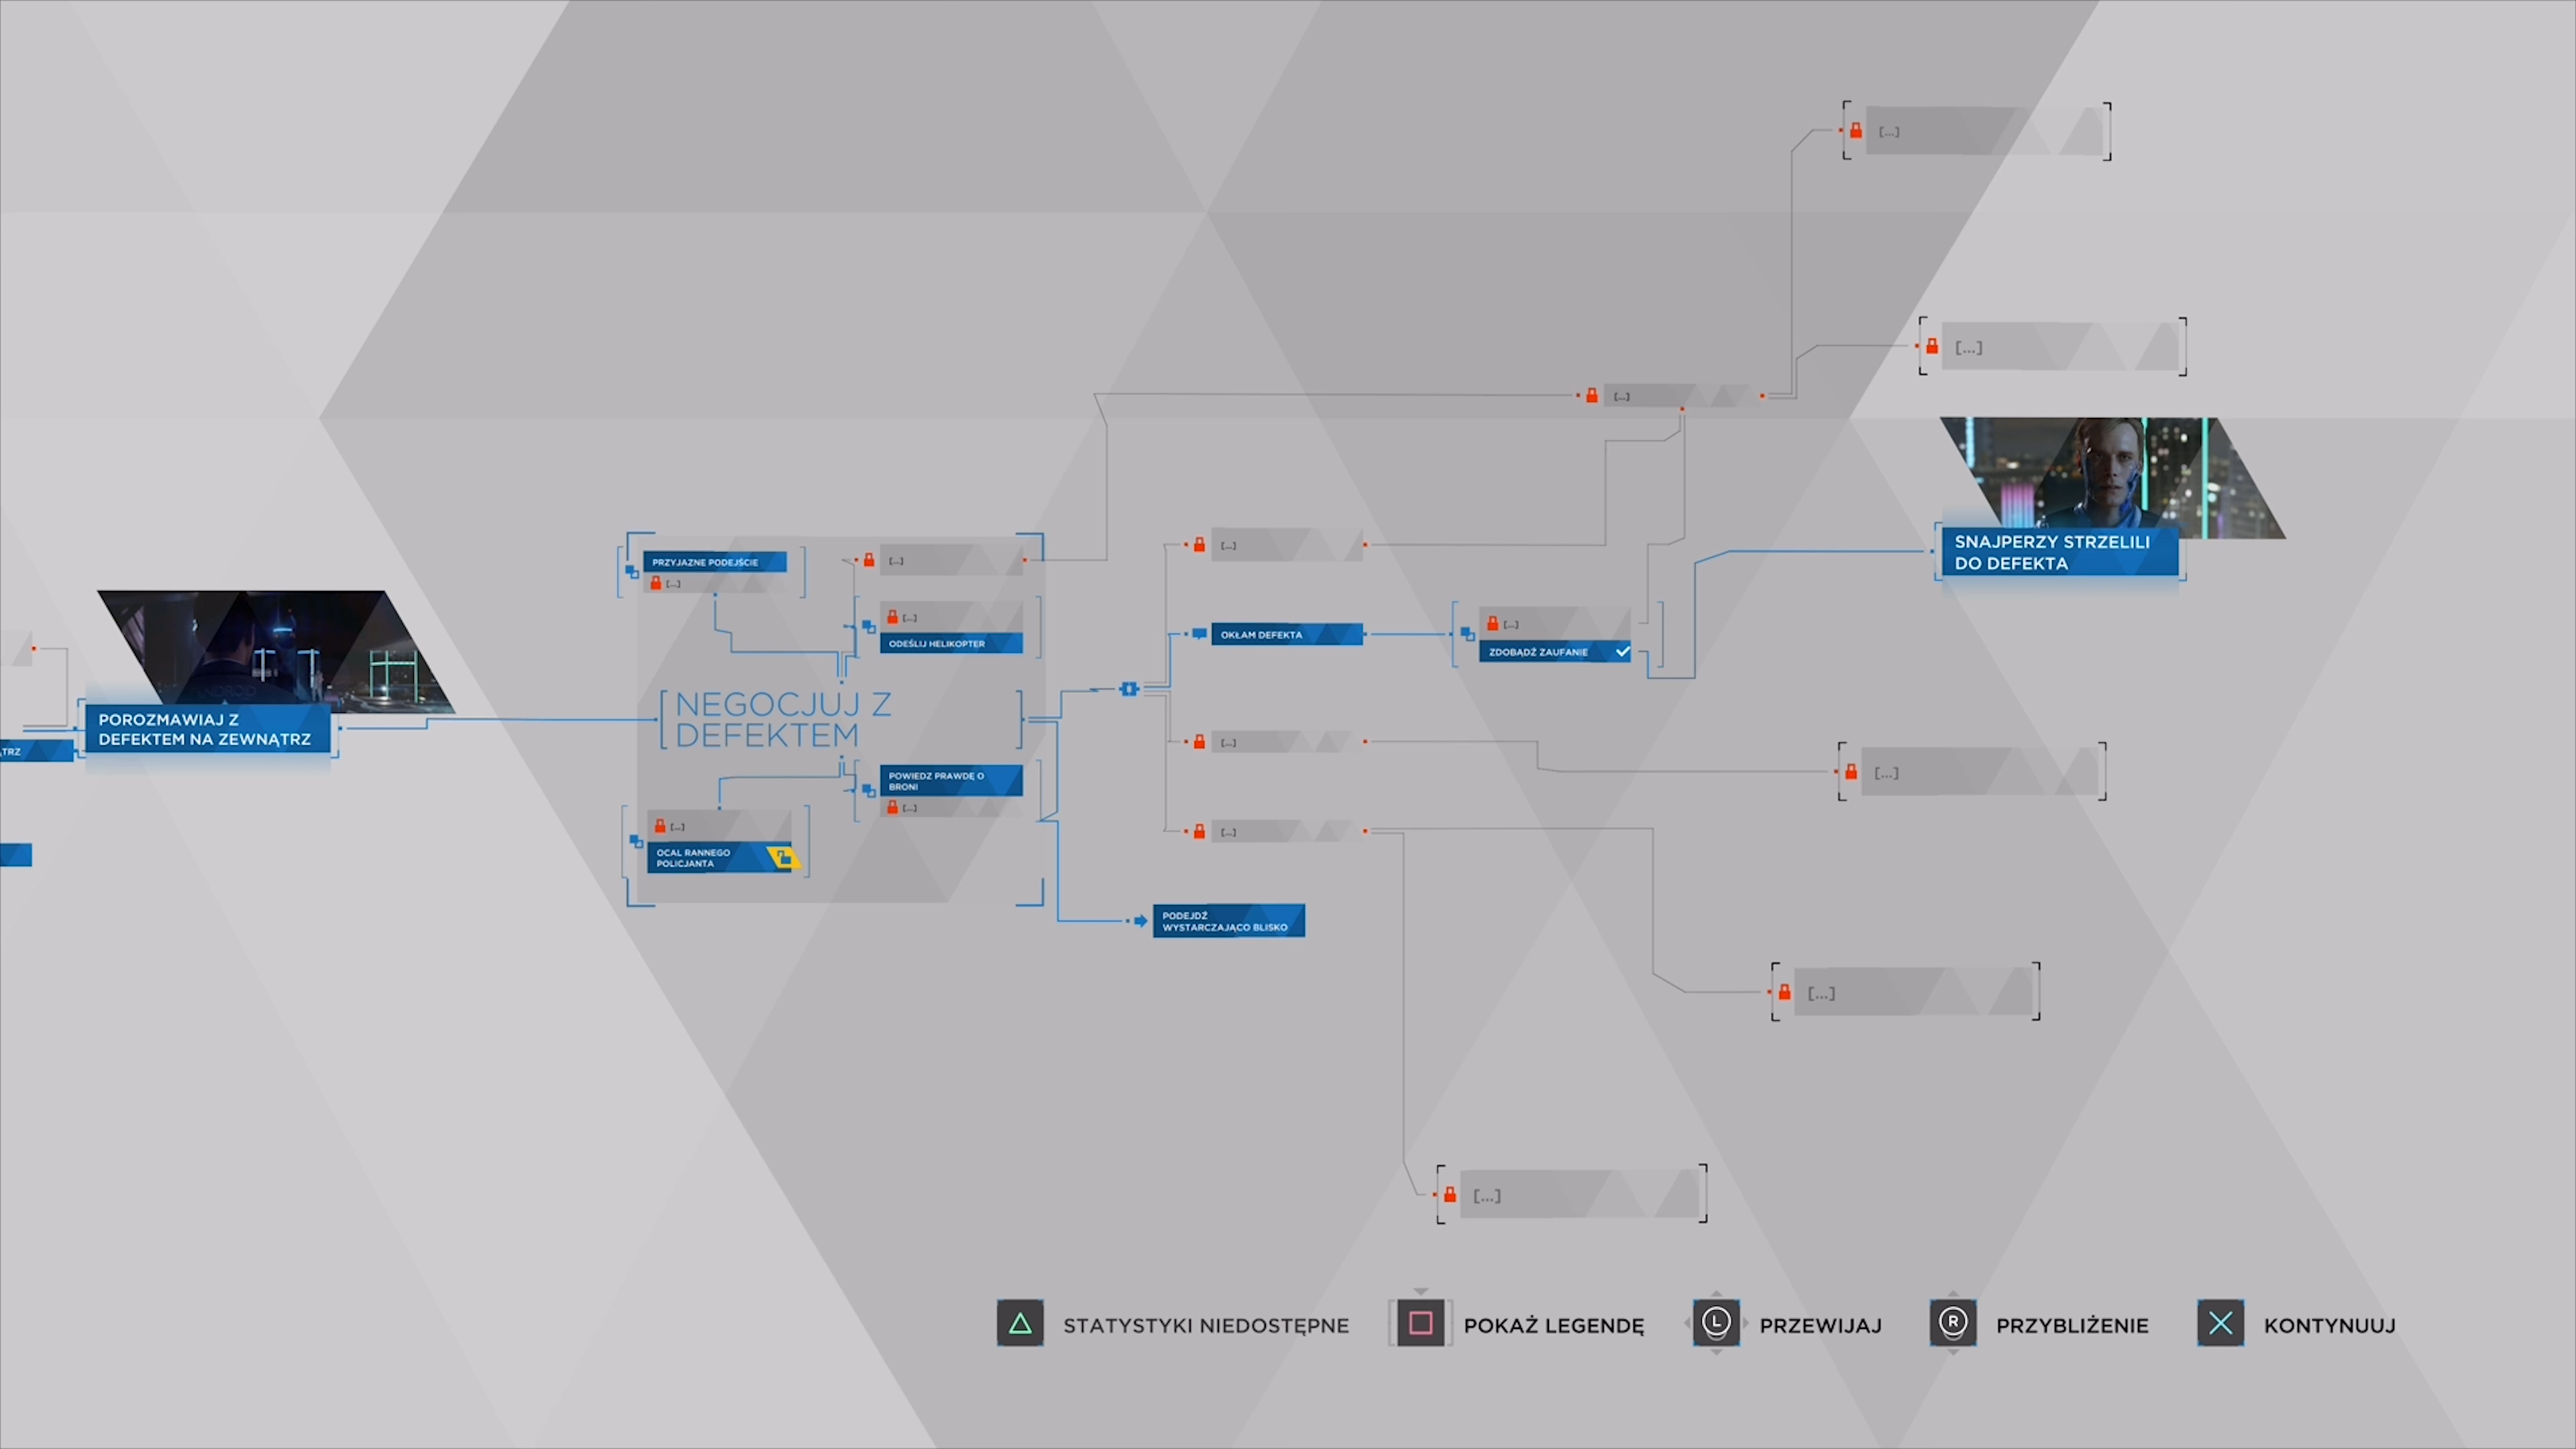 [...]
[...]
[...]
SNAJPERZY STRZELILI
DO DEFEKTA
[...]
PRZYJAZNE PODEJŚCIE
[...]
[...]
[...]
ODEŚLIJ HELIKOPTER
OKŁAM DEFEKTA
[...]
ZDOBĄDŹ ZAUFANIE
POROZMAWIAJ Z
DEFEKTEM NA ZEWNĄTRZ
ĄTRZ
NEGOCJUJ Z
DEFEKTEM
[...]
[...]
POWIEDZ PRAWDĘ O
BRONI
[...]
[...]
[...]
OCAL RANNEGO
POLICJANTA
PODEJDŹ
WYSTARCZAJĄCO BLISKO
[...]
[...]
STATYSTYKI NIEDOSTĘPNE
POKAŻ LEGENDĘ
L
PRZEWIJAJ
R
PRZYBLIŻENIE
KONTYNUUJ